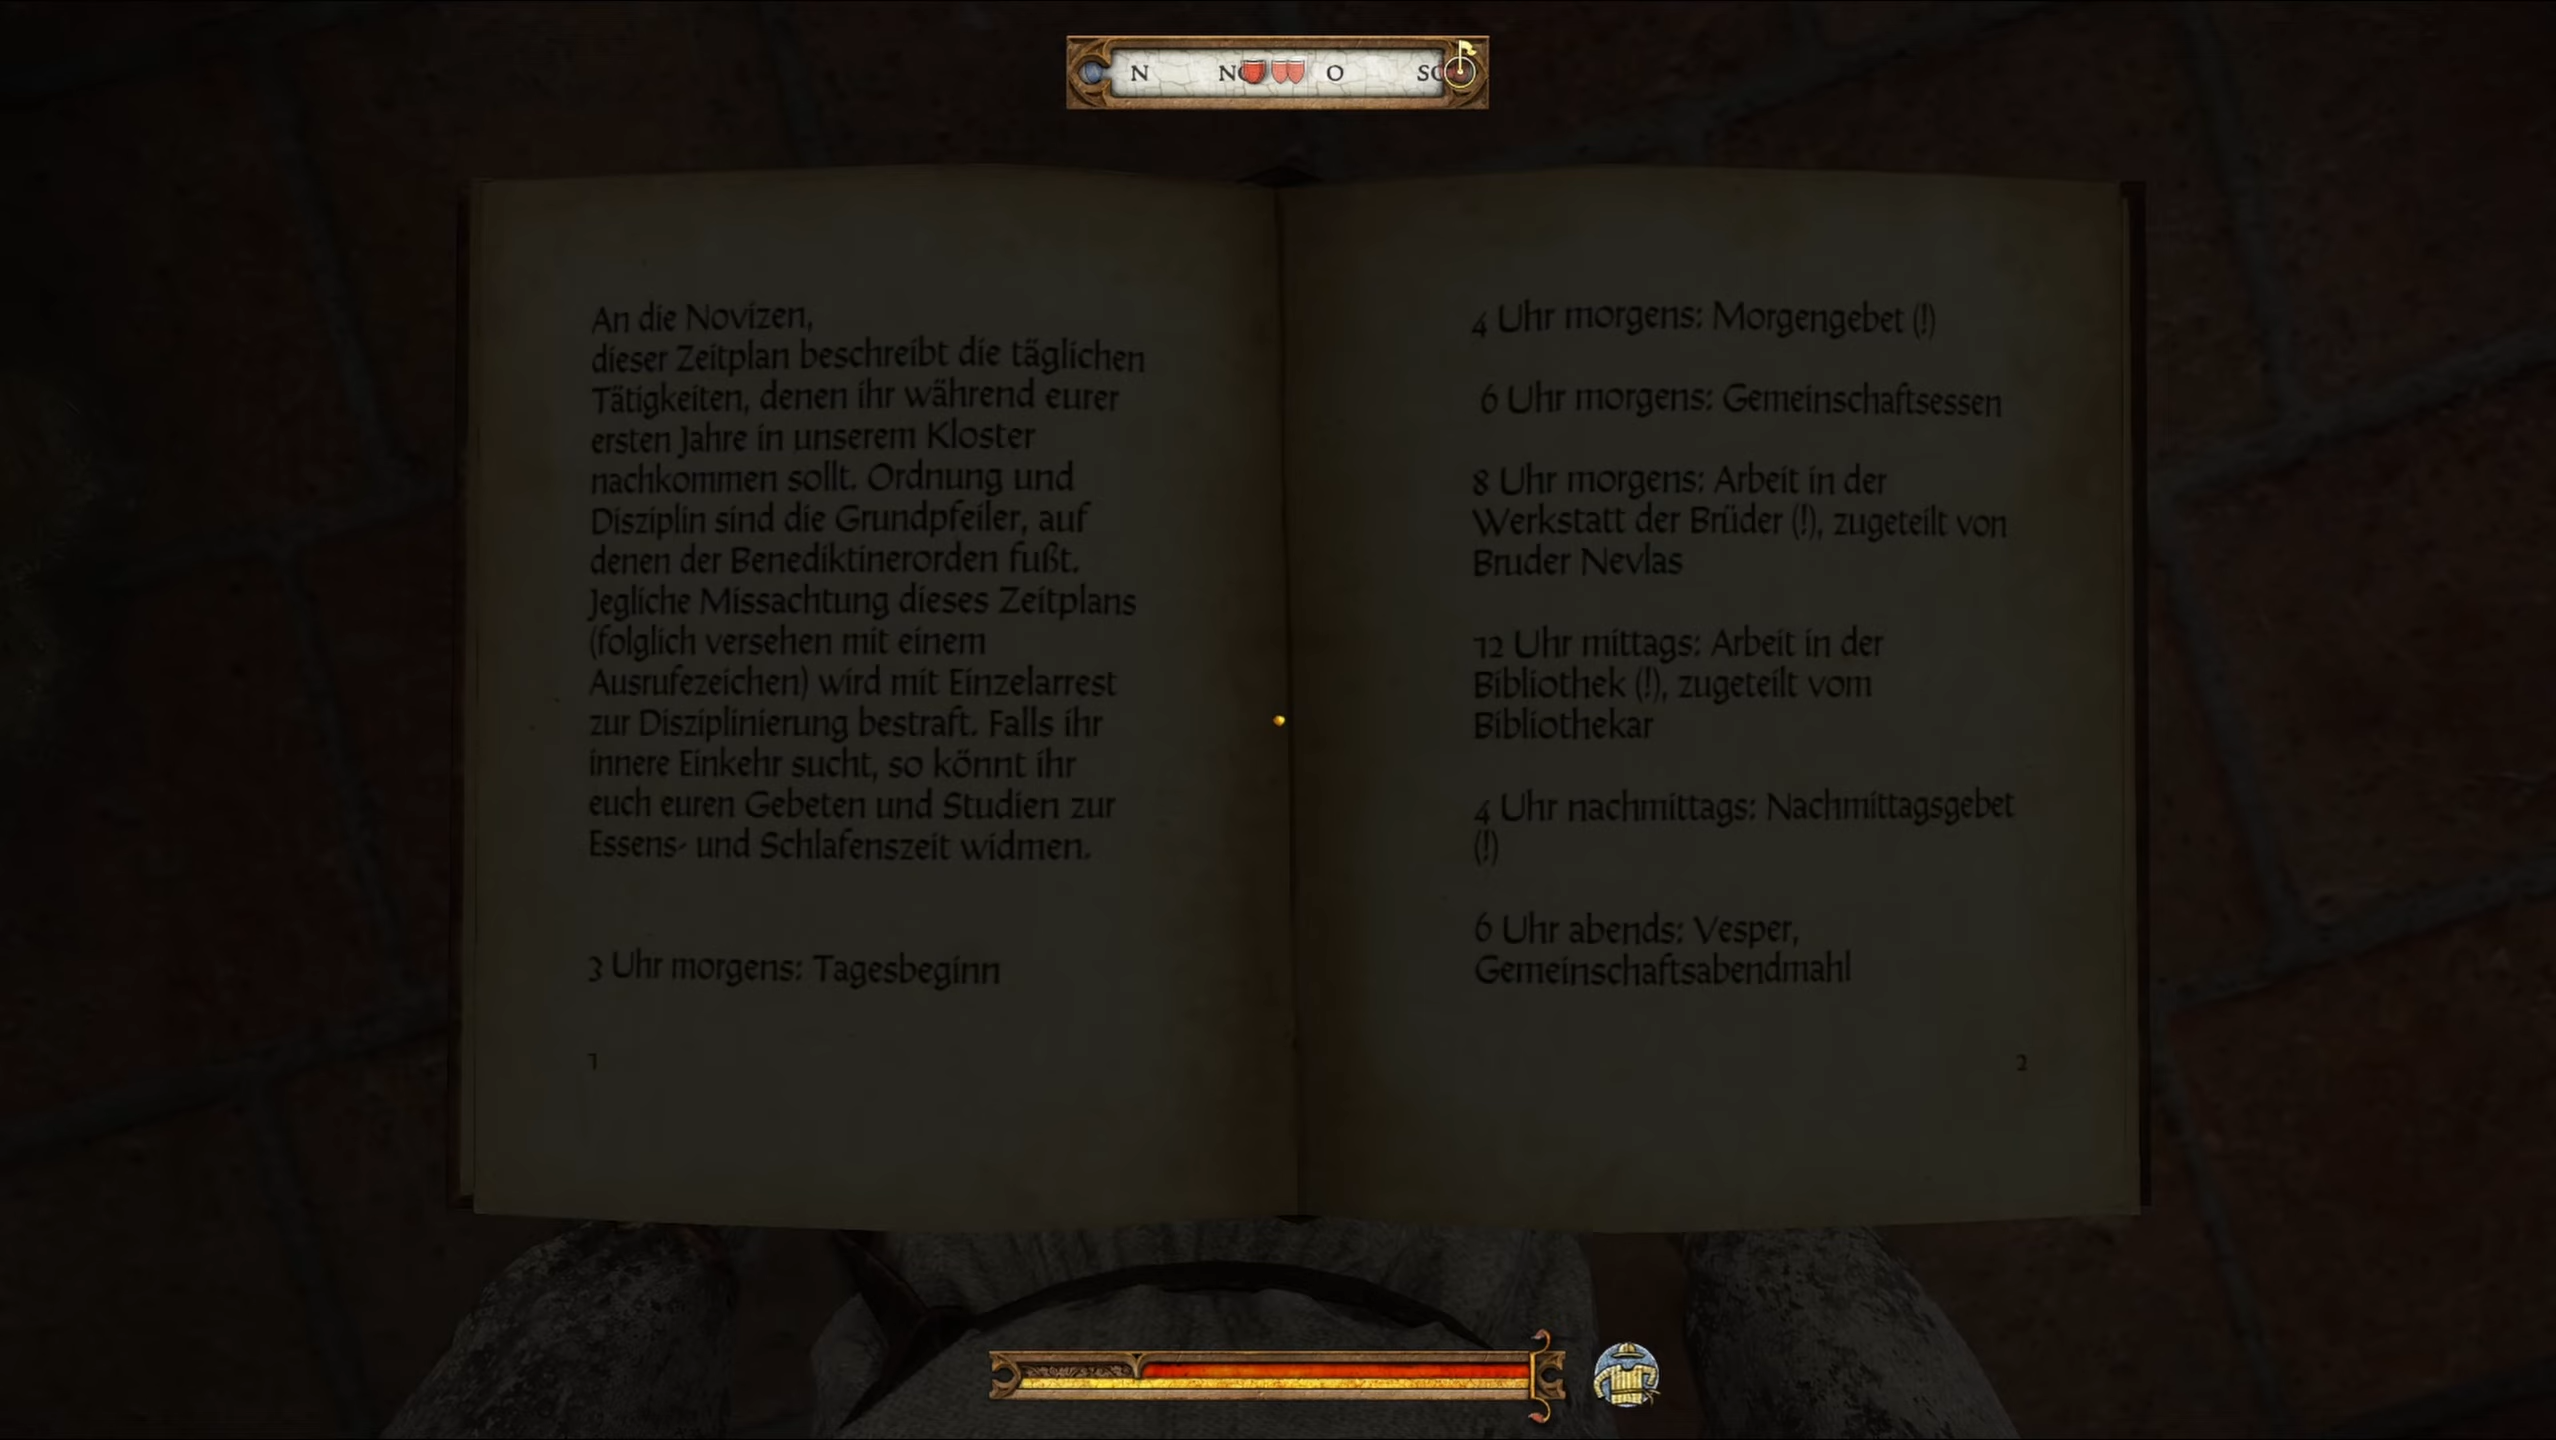 N NO O SO
An die Novizen,
dieser Zeitplan beschreibt die täglichen
Tätigkeiten, denen ihr während eurer
ersten Jahre in unserem Kloster
nachkommen sollt. Ordnung und
Disziplin sind die Grundpfeiler, auf
denen der Benediktinerorden fußt.
Jegliche Missachtung dieses Zeitplans
(folglich versehen mit einem
Ausrufezeichen) wird mit Einzelarrest
zur Disziplinierung bestraft. Falls ihr
innere Einkehr sucht, so könnt ihr
euch euren Gebeten und Studien zur
Essens- und Schlafenszeit widmen.
3 Uhr morgens: Tagesbeginn
1
4 Uhr morgens: Morgengebet (!)
6 Uhr morgens: Gemeinschaftsessen
8 Uhr morgens: Arbeit in der
Werkstatt der Brüder (!), zugeteilt von
Bruder Nevlas
12 Uhr mittags: Arbeit in der
Bibliothek (!), zugeteilt vom
Bibliothekar
4 Uhr nachmittags: Nachmittagsgebet
(!)
6 Uhr abends: Vesper,
Gemeinschaftsabendmahl
2